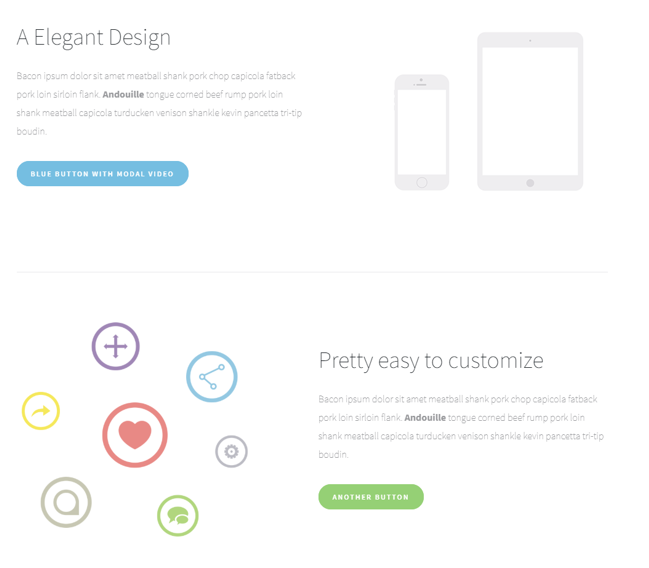 A Elegant Design
Bacon ipsum dolor sit amet meatball shank pork chop capicola fatback
pork loin sirloin flank. Andouille tongue corned beef rump pork loin
shank meatball capicola turducken venison shankle kevin pancetta tri-tip
boudin.
BLUE BUTTON WITH MODAL VIDEO
Pretty easy to customize
Bacon ipsum dolor sit amet meatball shank pork chop capicola fatback
pork loin sirloin flank. Andouille tongue corned beef rump pork loin
shank meatball capicola turducken venison shankle kevin pancetta tri-tip
boudin.
ANOTHER BUTTON